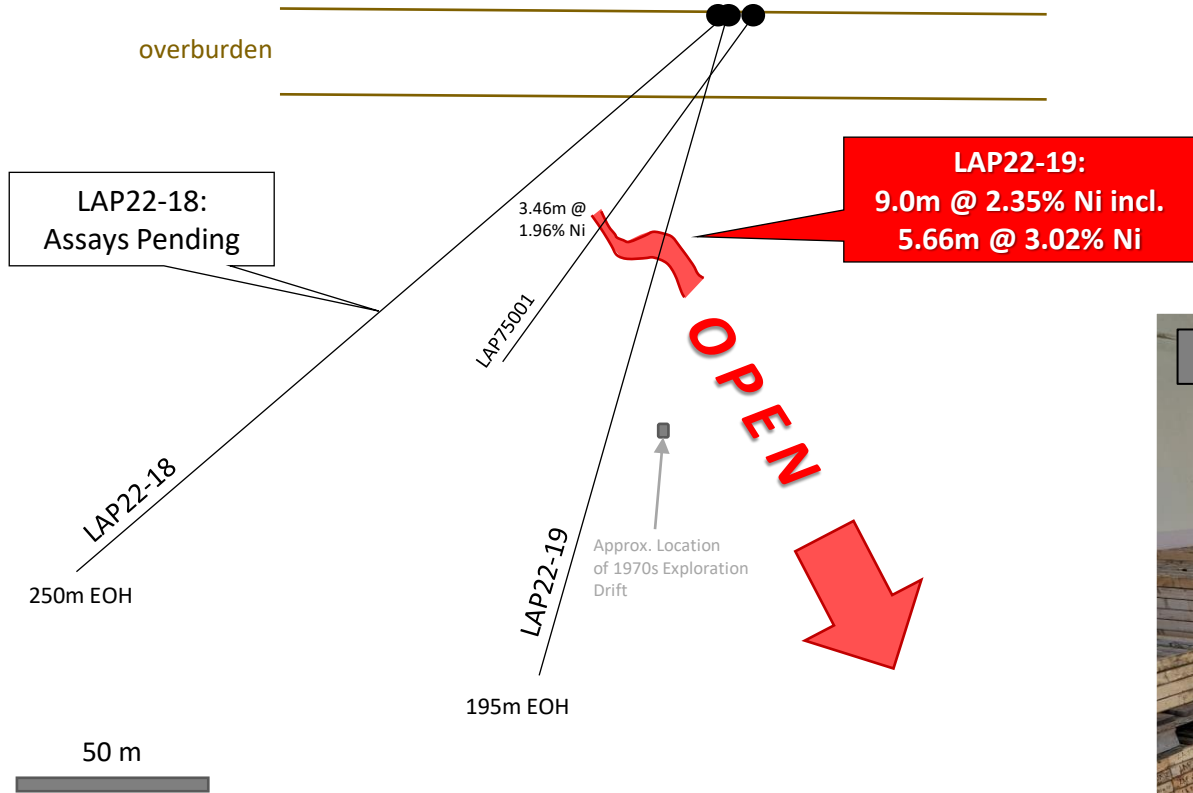 overburden
LAP22-18:
Assays Pending
3.46m @
1.96% Ni
LAP22-19:
9.0m @ 2.35% Ni incl.
5.66m @ 3.02% Ni
LAP75001
OPEN
LAP22-18
LAP22-19
Approx. Location
of 1970s Exploration
Drift
250m EOH
195m EOH
50 m